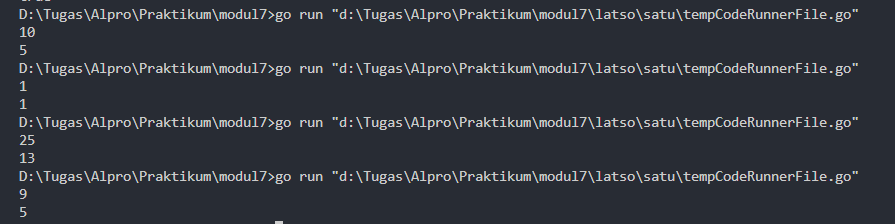 D:\Tugas\Alpro\Praktikum\modul7>go run "d:\Tugas\Alpro\Praktikum\modul7\latso\satu\tempCodeRunnerFile.go"
10
5
D:\Tugas\Alpro\Praktikum\modul7>go run "d:\Tugas\Alpro\Praktikum\modul7\latso\satu\tempCodeRunnerFile.go"
1
1
D:\Tugas\Alpro\Praktikum\modul7>go run "d:\Tugas\Alpro\Praktikum\modul7\latso\satu\tempCodeRunnerFile.go"
25
13
D:\Tugas\Alpro\Praktikum\modul7>go run "d:\Tugas\Alpro\Praktikum\modul7\latso\satu\tempCodeRunnerFile.go"
9
5